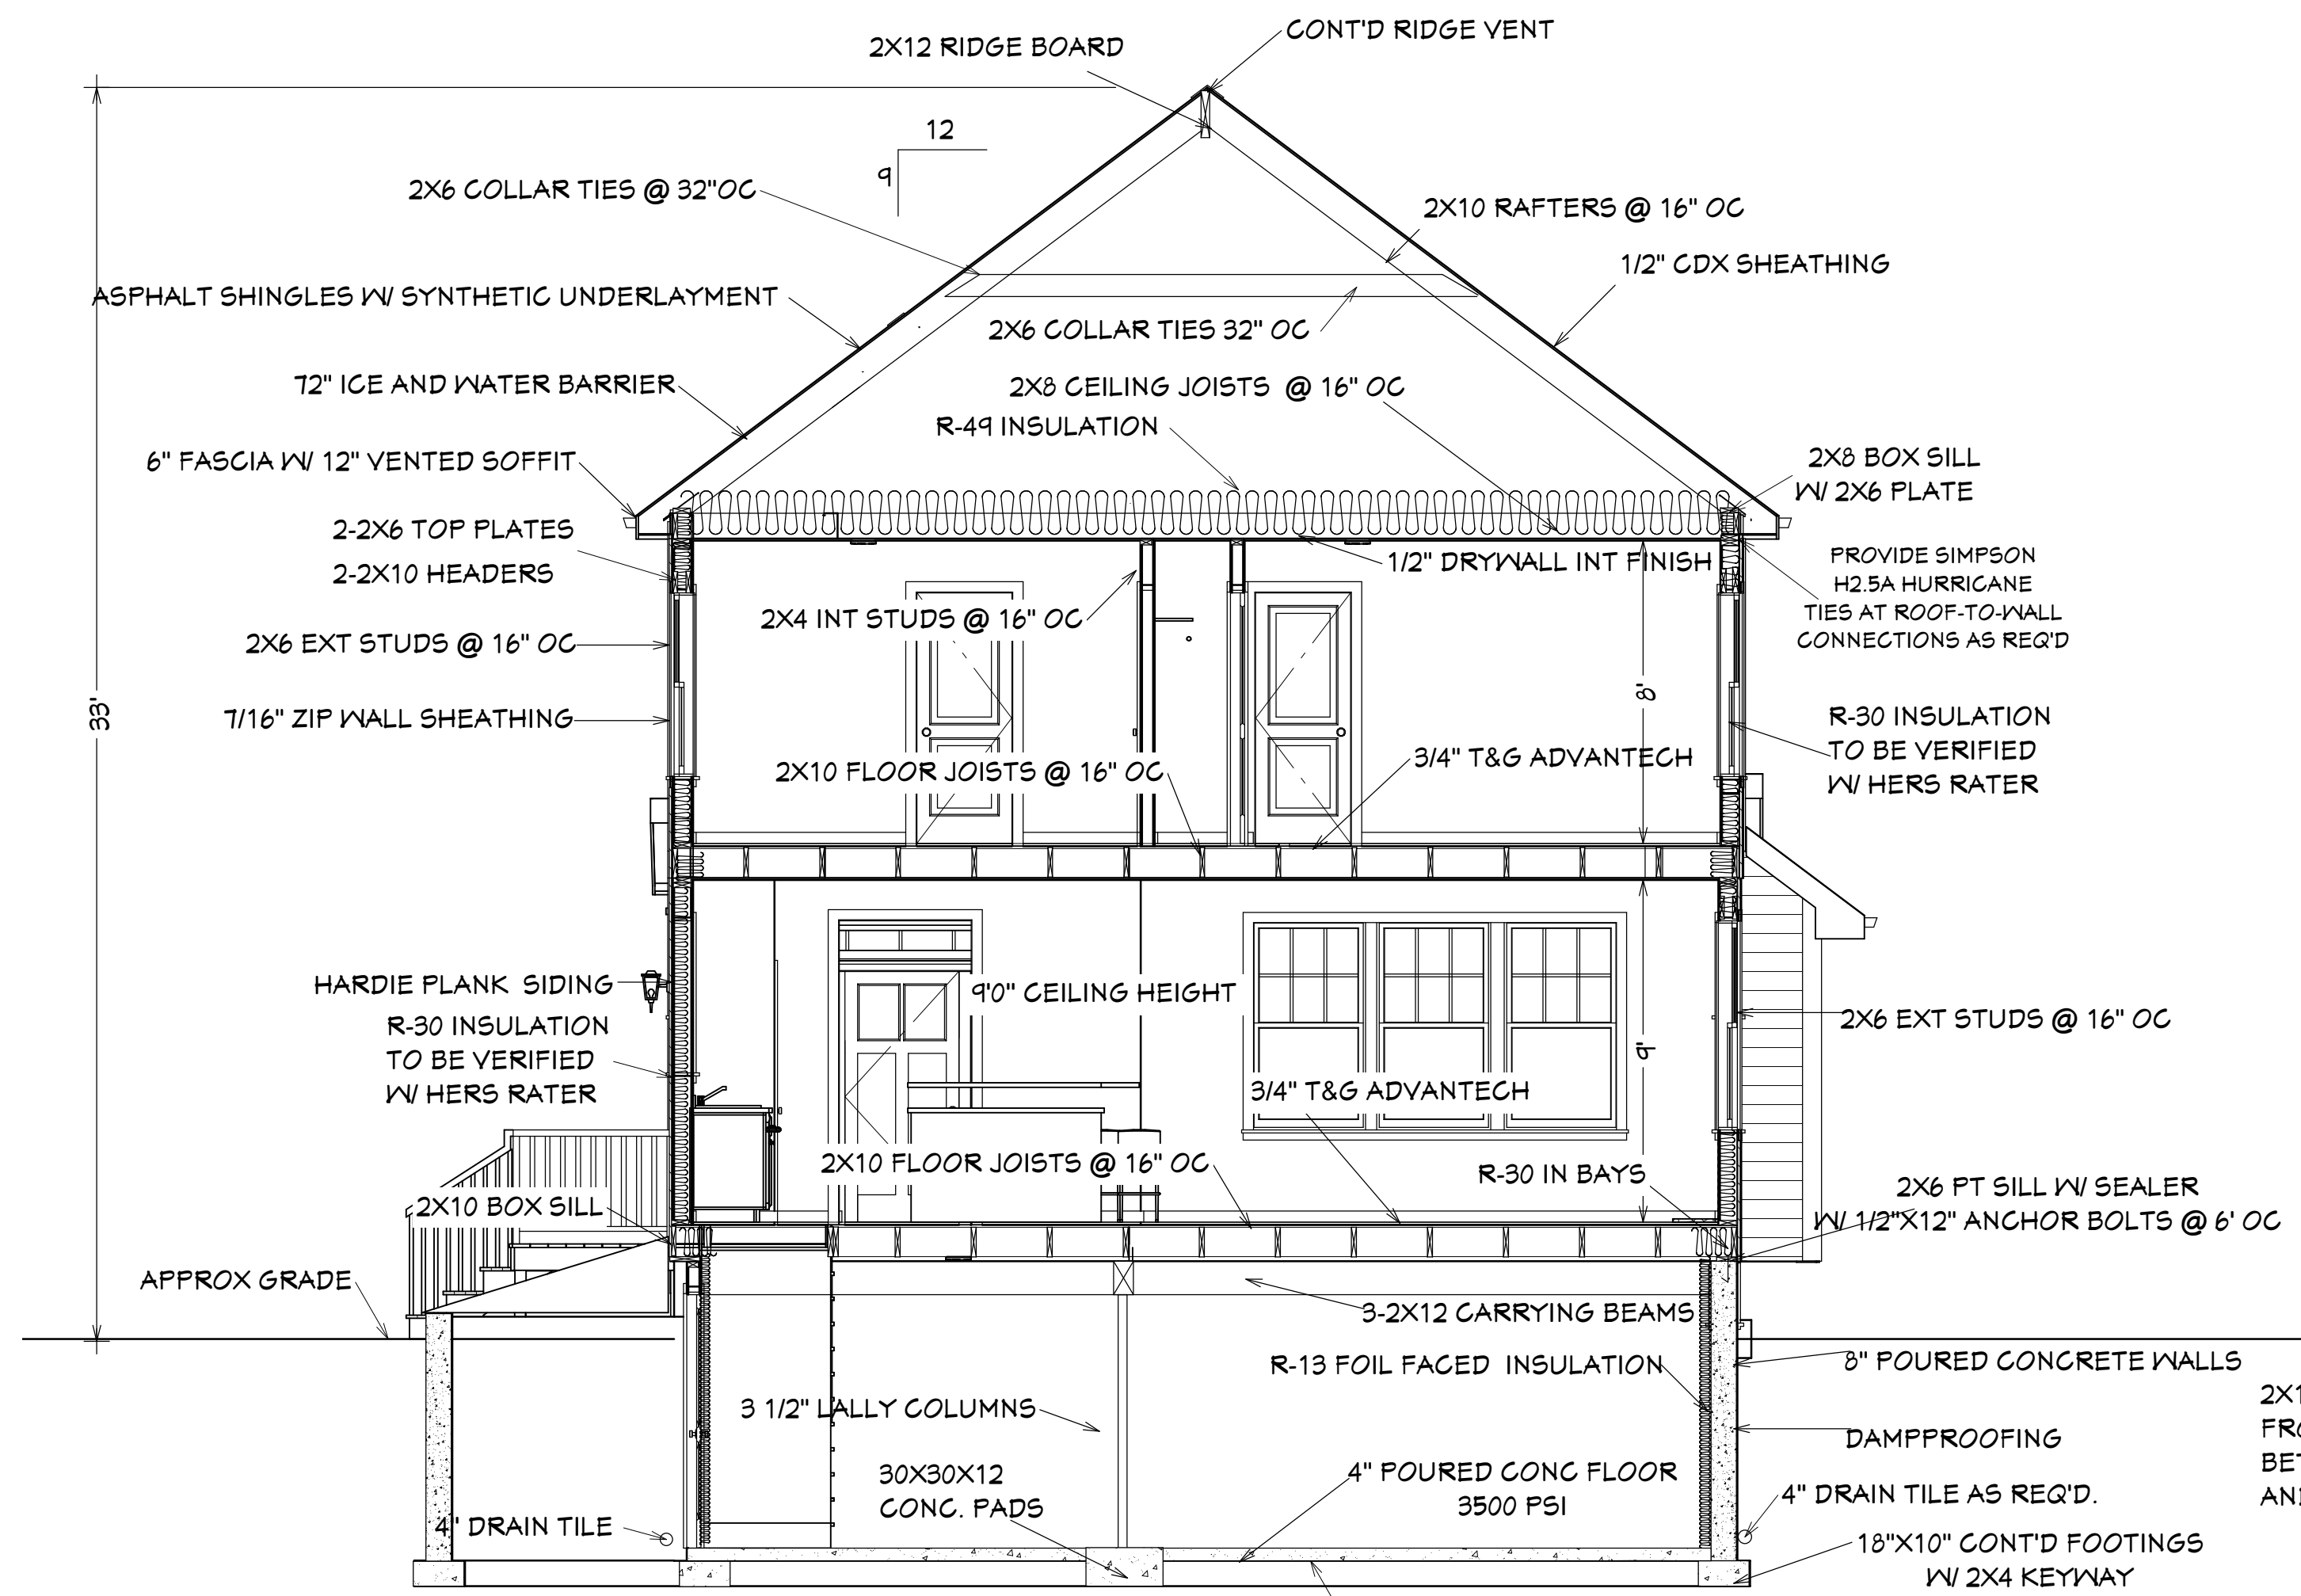 CONT'D RIDGE VENT
2X12 RIDGE BOARD
12
9
2X6 COLLAR TIES @ 32"OC
2X10 RAFTERS @ 16" OC
1/2" CDX SHEATHING
ASPHALT SHINGLES W/ SYNTHETIC UNDERLAYMENT
2X6 COLLAR TIES 32" OC
72" ICE AND WATER BARRIER
2X8 CEILING JOISTS @ 16" OC
R-49 INSULATION
6" FASCIA W/ 12" VENTED SOFFIT
2X8 BOX SILL
W/ 2X6 PLATE
2-2X6 TOP PLATES
2-2X10 HEADERS
1/2" DRYWALL INT FINISH
PROVIDE SIMPSON
H2.5A HURRICANE
TIES AT ROOF-TO-WALL
CONNECTIONS AS REQ'D
2X4 INT STUDS @ 16" OC
2X6 EXT STUDS @ 16" OC
8'
33'
7/16" ZIP WALL SHEATHING
R-30 INSULATION
TO BE VERIFIED
W/ HERS RATER
2X10 FLOOR JOISTS @ 16" OC
3/4" T&G ADVANTECH
HARDIE PLANK SIDING
9'0" CEILING HEIGHT
R-30 INSULATION
TO BE VERIFIED
W/ HERS RATER
2X6 EXT STUDS @ 16" OC
9'
3/4" T&G ADVANTECH
2X10 FLOOR JOISTS @ 16" OC
R-30 IN BAYS
2X10 BOX SILL
2X6 PT SILL W/ SEALER
W/ 1/2"X12" ANCHOR BOLTS @ 6' OC
APPROX GRADE
3-2X12 CARRYING BEAMS
R-13 FOIL FACED INSULATION
8" POURED CONCRETE WALLS
3 1/2" LALLY COLUMNS
DAMPPROOFING
30X30X12
CONC. PADS
4" POURED CONC FLOOR
3500 PSI
4" DRAIN TILE
4" DRAIN TILE AS REQ'D.
18"X10" CONT'D FOOTINGS
W/ 2X4 KEYWAY